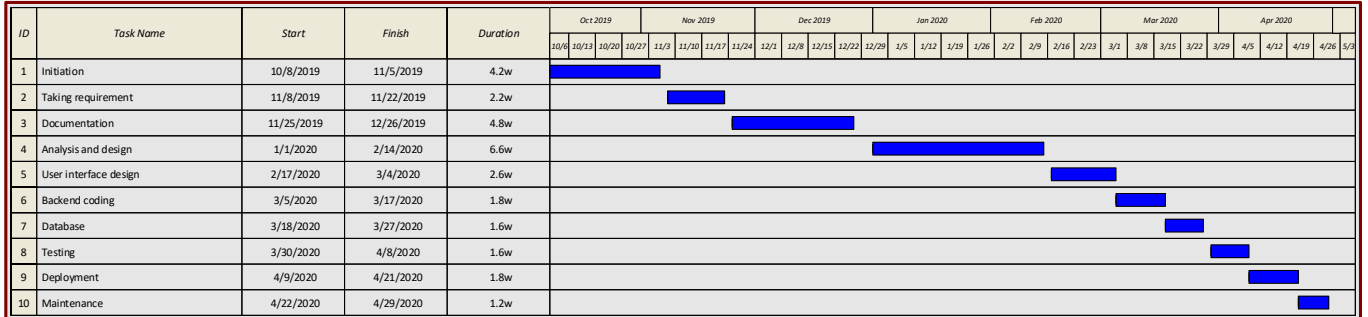 ID Task Name Start Finish Duration Oct 2019 Nov 2019 Dec 2019 Jan 2020 Feb 2020 Mar 2020 Apr 2020
10/6 10/13 10/20 10/27 11/3 11/10 11/17 11/24 12/1 12/8 12/15 12/22 12/29 1/5 1/12 1/19 1/26 2/2 2/9 2/16 2/23 3/1 3/8 3/15 3/22 3/29 4/5 4/12 4/19 4/26 5/3
1 Initiation 10/8/2019 11/5/2019 4.2w
2 Taking requirement 11/8/2019 11/22/2019 2.2w
3 Documentation 11/25/2019 12/26/2019 4.8w
4 Analysis and design 1/1/2020 2/14/2020 6.6w
5 User interface design 2/17/2020 3/4/2020 2.6w
6 Backend coding 3/5/2020 3/17/2020 1.8w
7 Database 3/18/2020 3/27/2020 1.6w
8 Testing 3/30/2020 4/8/2020 1.6w
9 Deployment 4/9/2020 4/21/2020 1.8w
10 Maintenance 4/22/2020 4/29/2020 1.2w